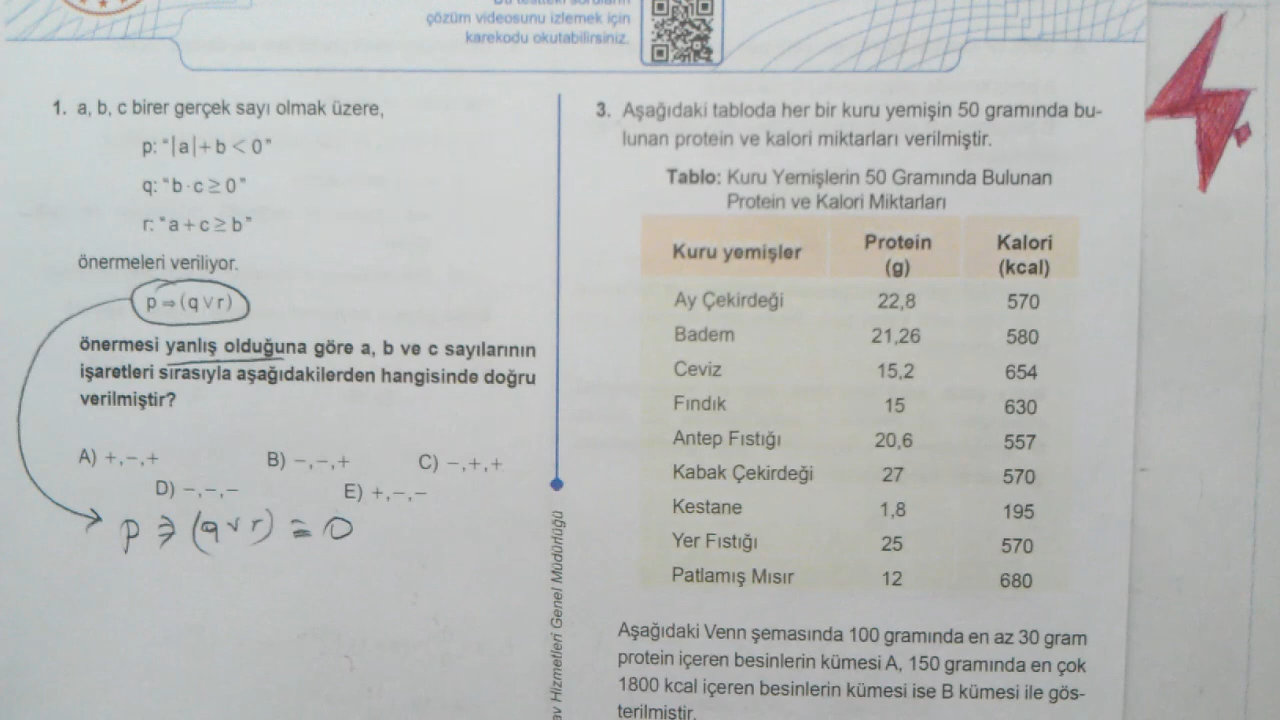 çözüm videosunu izlemek için
karekodu okutabilirsiniz.
1. a, b, c birer gerçek sayı olmak üzere,
p: "|a|+b < 0"
q: "b·c ≥ 0"
r: "a+c ≥ b"
önermeleri veriliyor.
p ⇒ (q ∨ r)
önermesi yanlış olduğuna göre a, b ve c sayılarının
işaretleri sırasıyla aşağıdakilerden hangisinde doğru
verilmiştir?
A) +,−,+ B) −,−,+ C) −,+,+
D) −,−,− E) +,−,−
p ⇒ (q ∨ r) ≡ 0
Hizmetleri Genel Müdürlüğü
3. Aşağıdaki tabloda her bir kuru yemişin 50 gramında bu-
lunan protein ve kalori miktarları verilmiştir.
Tablo: Kuru Yemişlerin 50 Gramında Bulunan
Protein ve Kalori Miktarları
Kuru yemişler Protein (g) Kalori (kcal)
Ay Çekirdeği 22,8 570
Badem 21,26 580
Ceviz 15,2 654
Fındık 15 630
Antep Fıstığı 20,6 557
Kabak Çekirdeği 27 570
Kestane 1,8 195
Yer Fıstığı 25 570
Patlamış Mısır 12 680
Aşağıdaki Venn şemasında 100 gramında en az 30 gram
protein içeren besinlerin kümesi A, 150 gramında en çok
1800 kcal içeren besinlerin kümesi ise B kümesi ile gös-
terilmiştir.